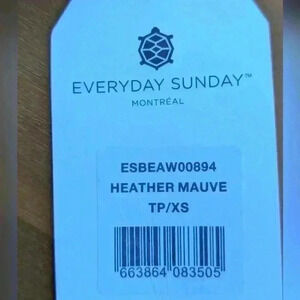 EVERYDAY SUNDAY™
MONTRÉAL
ESBEAW00894
HEATHER MAUVE
TP/XS
663864 083505